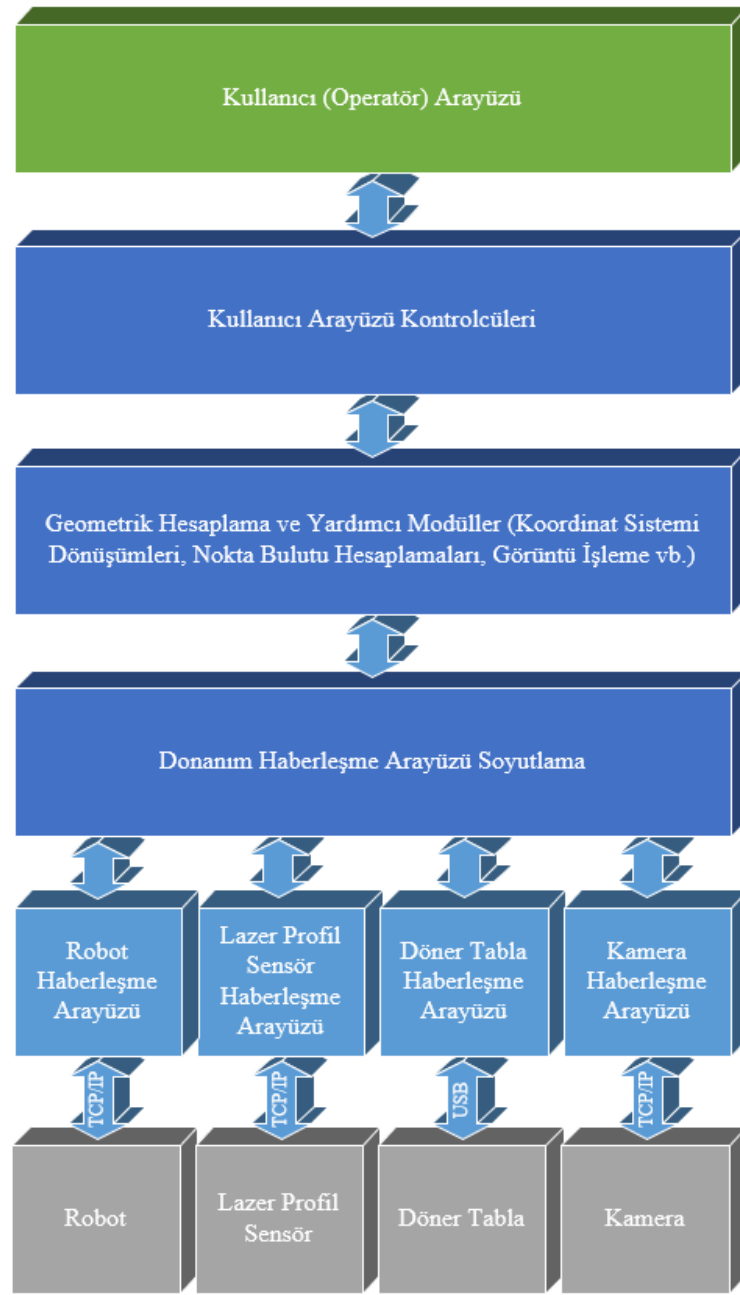 Kullanıcı (Operatör) Arayüzü
Kullanıcı Arayüzü Kontrolcüleri
Geometrik Hesaplama ve Yardımcı Modüller (Koordinat Sistemi
Dönüşümleri, Nokta Bulutu Hesaplamaları, Görüntü İşleme vb.)
Donanım Haberleşme Arayüzü Soyutlama
Robot
Haberleşme
Arayüzü
Lazer Profil
Sensör
Haberleşme
Arayüzü
Döner Tabla
Haberleşme
Arayüzü
Kamera
Haberleşme
Arayüzü
TCP/IP
TCP/IP
USB
TCP/IP
Robot
Lazer Profil
Sensör
Döner Tabla
Kamera